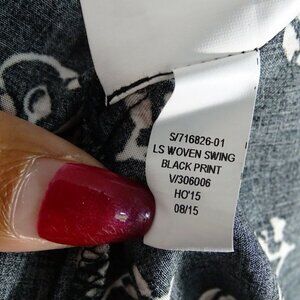 S/716826-01
LS WOVEN SWING
BLACK PRINT
V/306006
HO'15
08/15